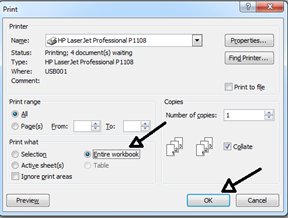 Print
Printer
Name: HP LaserJet Professional P1108 Properties...
Status: Printing; 4 document(s) waiting
Type: HP LaserJet Professional P1108 Find Printer...
Where: USB001
Comment: Print to file
Print range Copies
All Number of copies: 1
Page(s) From: To:
Print what
Selection Entire workbook Collate
Active sheet(s) Table
Ignore print areas
Preview OK Cancel